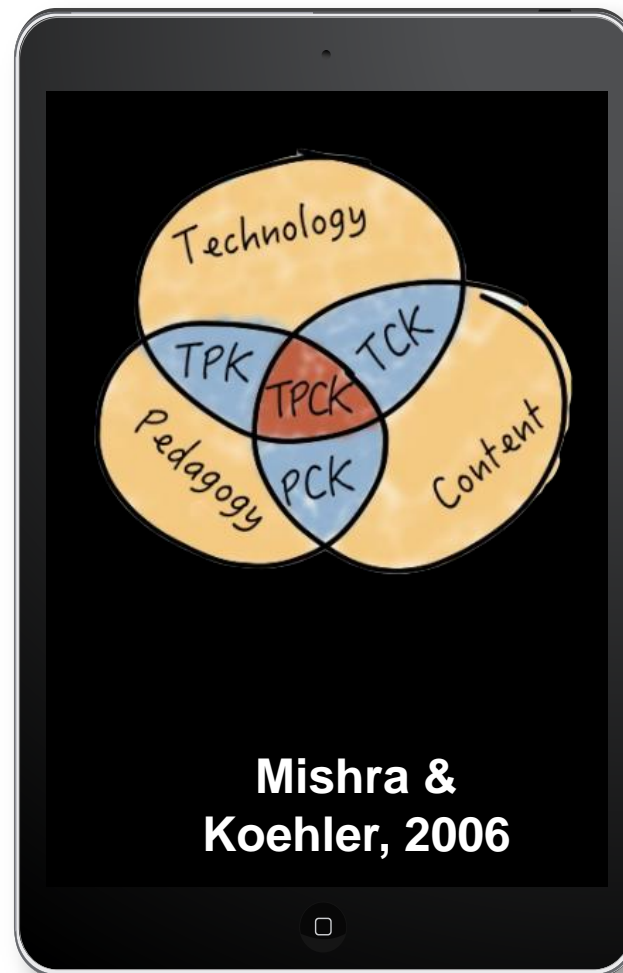 Technology
TPK
TCK
TPCK
Pedagogy
PCK
Content
Mishra &
Koehler, 2006